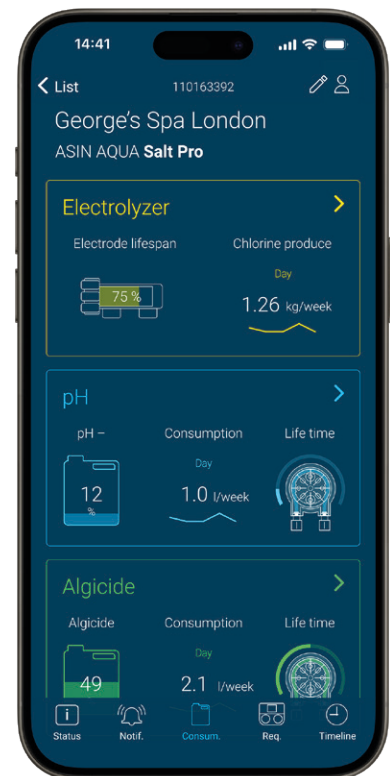 14:41
List
110163392
George's Spa London
ASIN AQUA Salt Pro
Electrolyzer
Electrode lifespan
Chlorine produce
75 %
Day
1.26 kg/week
pH
pH –
Consumption
Life time
12
%
Day
1.0 l/week
Algicide
Algicide
Consumption
Life time
49
Day
2.1 l/week
Status
Notif.
Consum.
Req.
Timeline